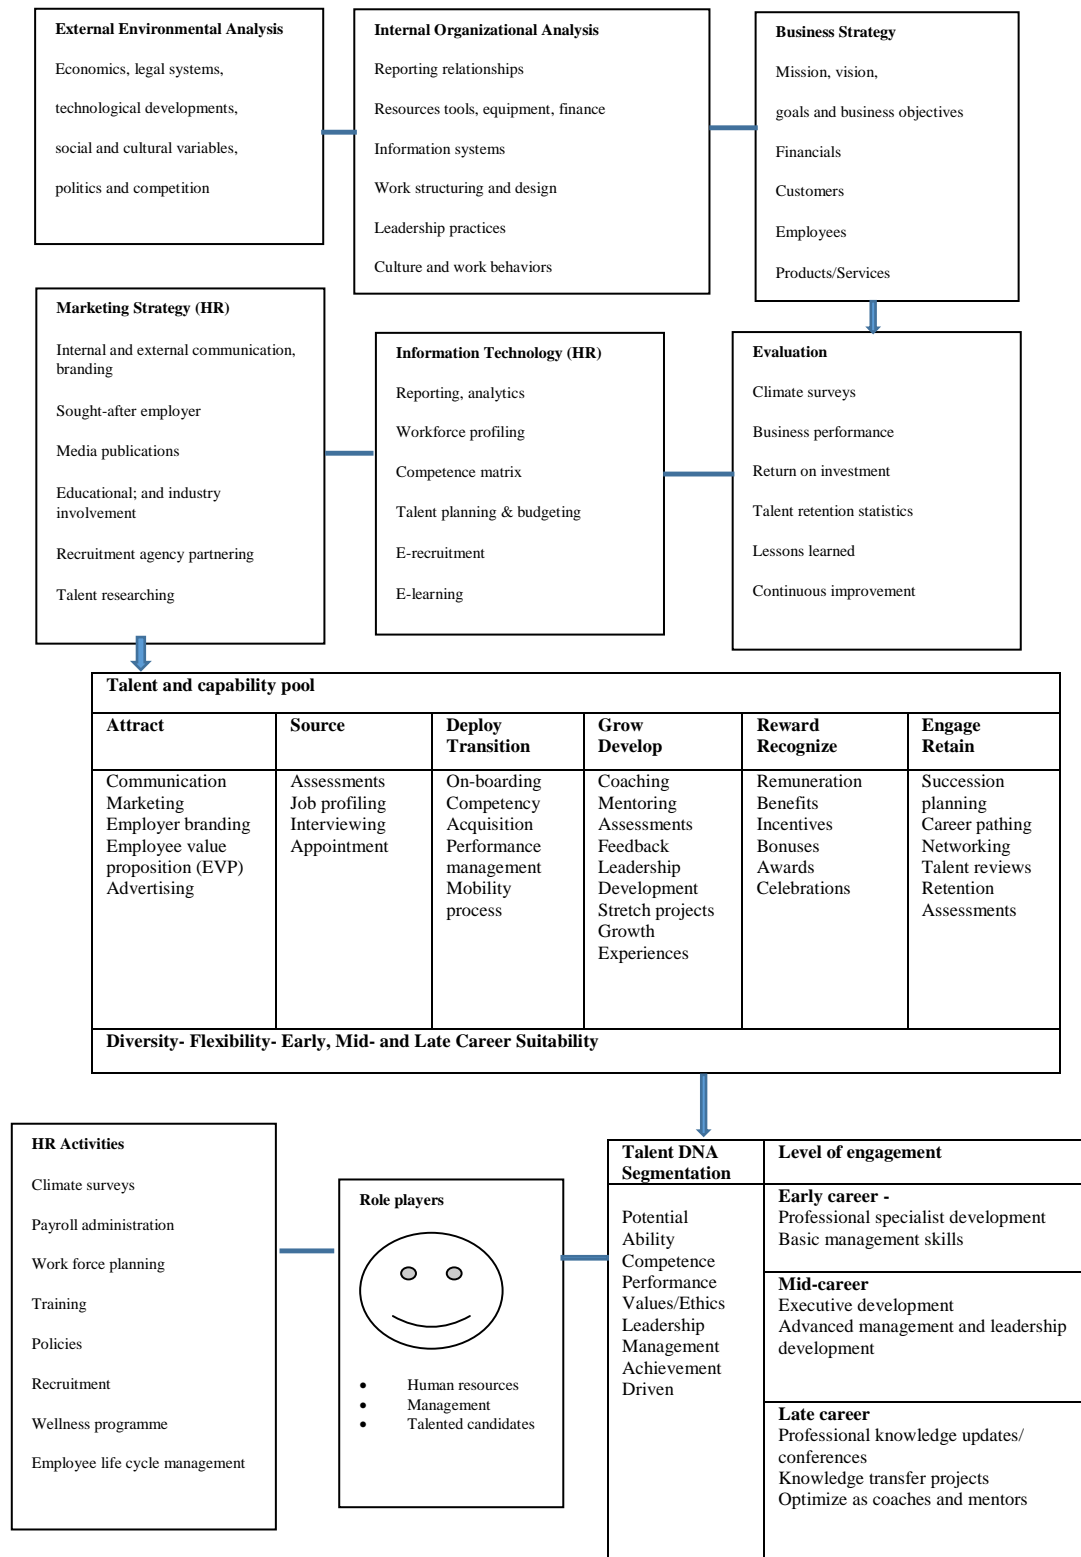 External Environmental Analysis
Economics, legal systems,
technological developments,
social and cultural variables,
politics and competition
Internal Organizational Analysis
Reporting relationships
Resources tools, equipment, finance
Information systems
Work structuring and design
Leadership practices
Culture and work behaviors
Business Strategy
Mission, vision,
goals and business objectives
Financials
Customers
Employees
Products/Services
Marketing Strategy (HR)
Internal and external communication,
branding
Sought-after employer
Media publications
Educational; and industry
involvement
Recruitment agency partnering
Talent researching
Information Technology (HR)
Reporting, analytics
Workforce profiling
Competence matrix
Talent planning & budgeting
E-recruitment
E-learning
Evaluation
Climate surveys
Business performance
Return on investment
Talent retention statistics
Lessons learned
Continuous improvement
Talent and capability pool
Attract
Communication
Marketing
Employer branding
Employee value
proposition (EVP)
Advertising
Source
Assessments
Job profiling
Interviewing
Appointment
Deploy
Transition
On-boarding
Competency
Acquisition
Performance
management
Mobility
process
Grow
Develop
Coaching
Mentoring
Assessments
Feedback
Leadership
Development
Stretch projects
Growth
Experiences
Reward
Recognize
Remuneration
Benefits
Incentives
Bonuses
Awards
Celebrations
Engage
Retain
Succession
planning
Career pathing
Networking
Talent reviews
Retention
Assessments
Diversity- Flexibility- Early, Mid- and Late Career Suitability
HR Activities
Climate surveys
Payroll administration
Work force planning
Training
Policies
Recruitment
Wellness programme
Employee life cycle management
Role players
• Human resources
• Management
• Talented candidates
Talent DNA
Segmentation
Potential
Ability
Competence
Performance
Values/Ethics
Leadership
Management
Achievement
Driven
Level of engagement
Early career -
Professional specialist development
Basic management skills
Mid-career
Executive development
Advanced management and leadership
development
Late career
Professional knowledge updates/
conferences
Knowledge transfer projects
Optimize as coaches and mentors